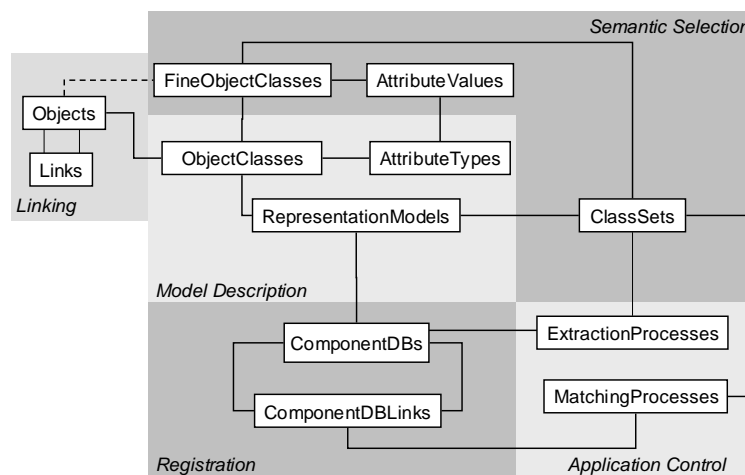 Semantic Selection
FineObjectClasses
AttributeValues
Objects
ObjectClasses
AttributeTypes
Links
Linking
RepresentationModels
ClassSets
Model Description
ComponentDBs
ExtractionProcesses
MatchingProcesses
ComponentDBLinks
Registration
Application Control